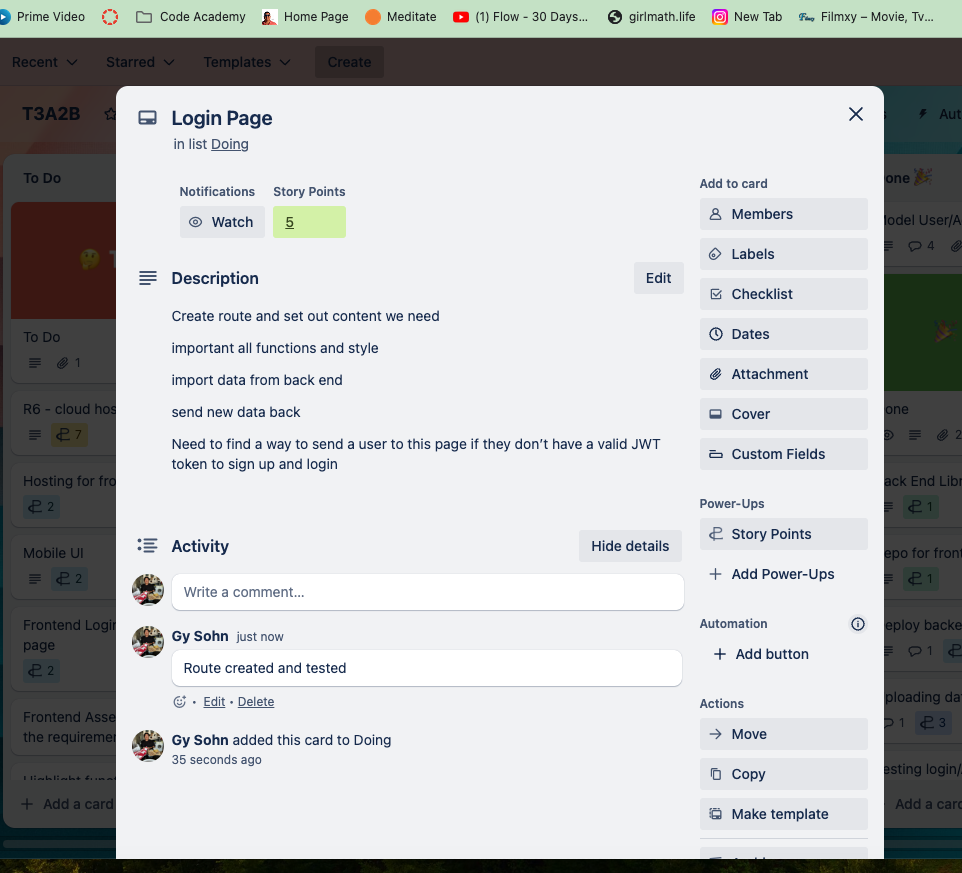 Prime Video
Code Academy
Home Page
Meditate
(1) Flow - 30 Days...
girlmath.life
New Tab
Filmxy – Movie, Tv...
Recent
Starred
Templates
Create
T3A2B
To Do
To Do
1
R6 - cloud hos
7
Hosting for fro
2
Mobile UI
2
Frontend Login
page
2
Frontend Asse
the requiremen
Highlight funct
Add a card
Login Page
in list Doing
Notifications
Story Points
Watch
5
Description
Edit
Create route and set out content we need
important all functions and style
import data from back end
send new data back
Need to find a way to send a user to this page if they don’t have a valid JWT
token to sign up and login
Activity
Hide details
Write a comment…
Gy Sohn just now
Route created and tested
• Edit • Delete
Gy Sohn added this card to Doing
35 seconds ago
Add to card
Members
Labels
Checklist
Dates
Attachment
Cover
Custom Fields
Power-Ups
Story Points
Add Power-Ups
Automation
Add button
Actions
Move
Copy
Make template
Aut
one
odel User/A
4
one
2
ack End Libr
1
epo for front
1
eploy backe
1
ploading da
1
3
esting login/
Add a card